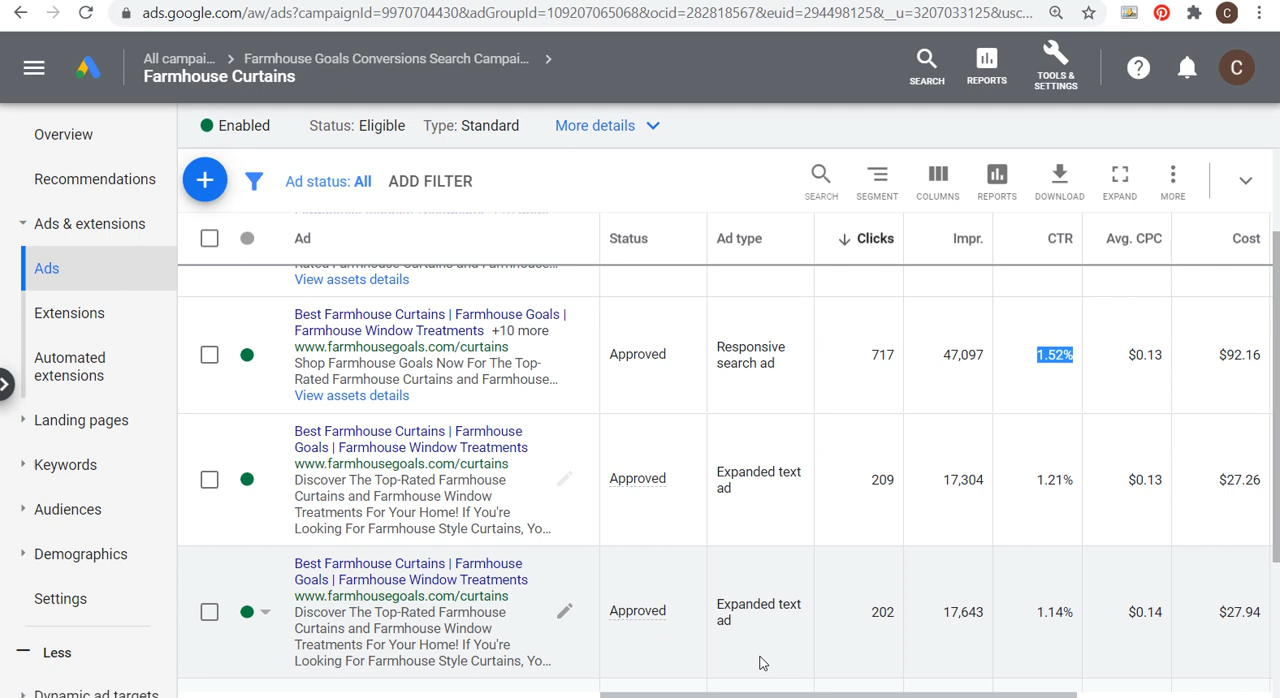 ads.google.com/aw/ads?campaignId=9970704430&adGroupId=109207065068&ocid=282818567&euid=294498125&__u=3207033125&usc...
C
All campai... > Farmhouse Goals Conversions Search Campai... >
Farmhouse Curtains
SEARCH
REPORTS
TOOLS &
SETTINGS
?
C
Overview
Recommendations
Ads & extensions
Ads
Extensions
Automated
extensions
Landing pages
Keywords
Audiences
Demographics
Settings
Less
Dynamic ad targets
Enabled Status: Eligible Type: Standard More details
Ad status: All ADD FILTER
SEARCH SEGMENT COLUMNS REPORTS DOWNLOAD EXPAND MORE
Ad Status Ad type Clicks Impr. CTR Avg. CPC Cost
Rated Farmhouse Curtains and Farmhouse...
View assets details
Best Farmhouse Curtains | Farmhouse Goals |
Farmhouse Window Treatments +10 more
www.farmhousegoals.com/curtains
Shop Farmhouse Goals Now For The Top-
Rated Farmhouse Curtains and Farmhouse...
View assets details
Approved
Responsive
search ad
717 47,097 1.52% $0.13 $92.16
Best Farmhouse Curtains | Farmhouse
Goals | Farmhouse Window Treatments
www.farmhousegoals.com/curtains
Discover The Top-Rated Farmhouse
Curtains and Farmhouse Window
Treatments For Your Home! If You're
Looking For Farmhouse Style Curtains, Yo...
Approved
Expanded text
ad
209 17,304 1.21% $0.13 $27.26
Best Farmhouse Curtains | Farmhouse
Goals | Farmhouse Window Treatments
www.farmhousegoals.com/curtains
Discover The Top-Rated Farmhouse
Curtains and Farmhouse Window
Treatments For Your Home! If You're
Looking For Farmhouse Style Curtains, Yo...
Approved
Expanded text
ad
202 17,643 1.14% $0.14 $27.94